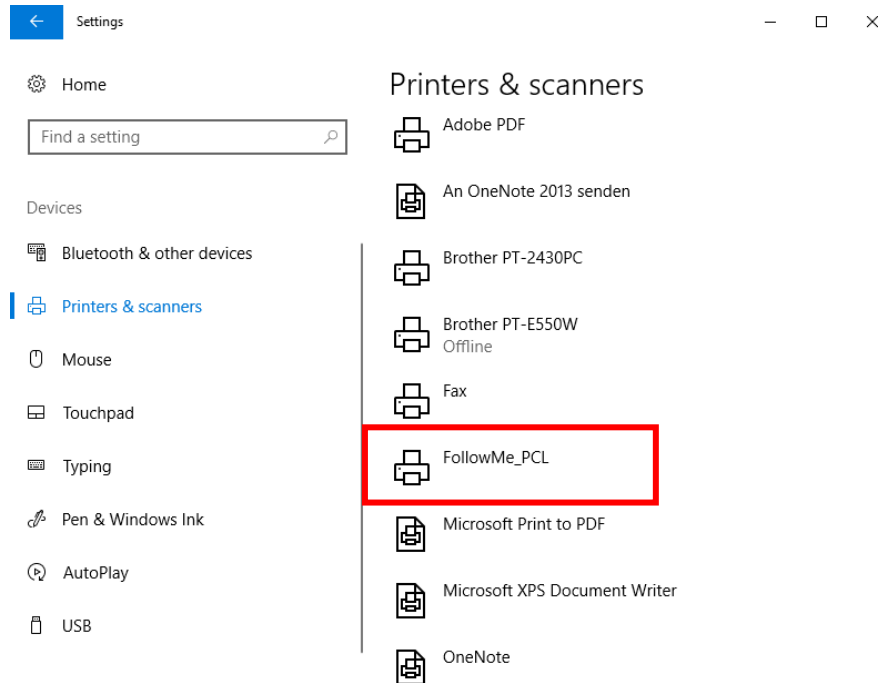 Settings
Home
Find a setting
Devices
Bluetooth & other devices
Printers & scanners
Mouse
Touchpad
Typing
Pen & Windows Ink
AutoPlay
USB
Printers & scanners
Adobe PDF
An OneNote 2013 senden
Brother PT-2430PC
Brother PT-E550W
Offline
Fax
FollowMe_PCL
Microsoft Print to PDF
Microsoft XPS Document Writer
OneNote